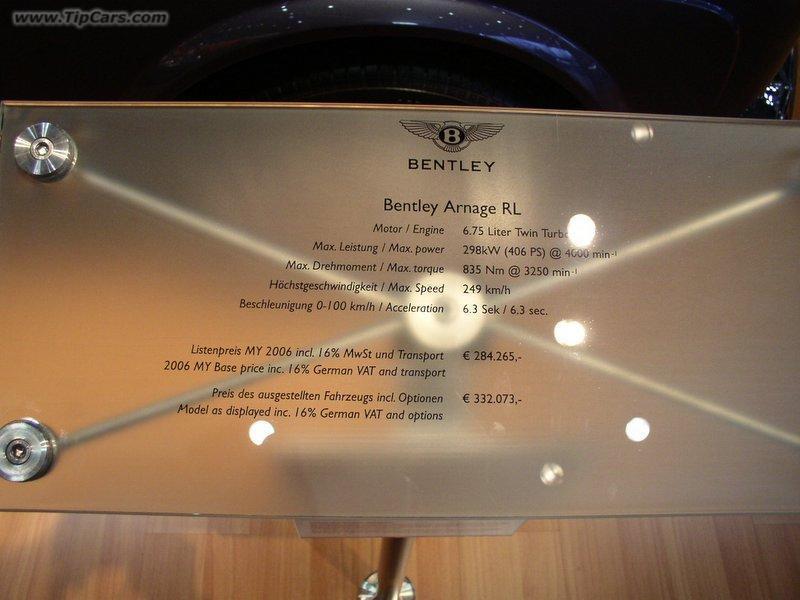 www.TipCars.com
B
BENTLEY
Bentley Arnage RL
Motor / Engine 6.75 Liter Twin Turbo
Max. Leistung / Max. power 298kW (406 PS) @ 4000 min-¹
Max. Drehmoment / Max. torque 835 Nm @ 3250 min-¹
Höchstgeschwindigkeit / Max. Speed 249 km/h
Beschleunigung 0-100 km/h / Acceleration 6.3 Sek / 6.3 sec.
Listenpreis MY 2006 incl. 16% MwSt und Transport € 284.265,-
2006 MY Base price inc. 16% German VAT and transport
Preis des ausgestellten Fahrzeugs incl. Optionen € 332.073,-
Model as displayed inc. 16% German VAT and options